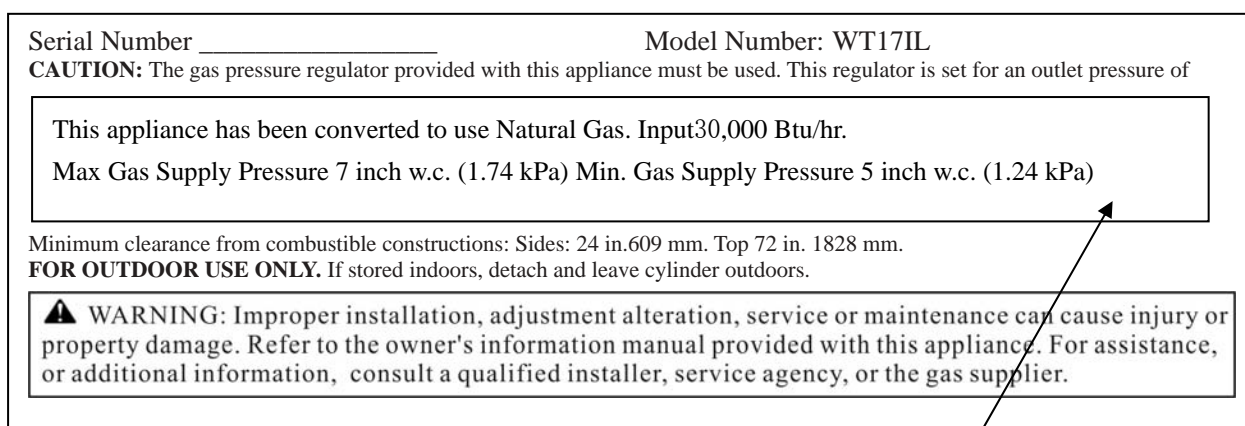 Serial Number _________________ Model Number: WT17IL
CAUTION: The gas pressure regulator provided with this appliance must be used. This regulator is set for an outlet pressure of
This appliance has been converted to use Natural Gas. Input30,000 Btu/hr.
Max Gas Supply Pressure 7 inch w.c. (1.74 kPa) Min. Gas Supply Pressure 5 inch w.c. (1.24 kPa)
Minimum clearance from combustible constructions: Sides: 24 in.609 mm. Top 72 in. 1828 mm.
FOR OUTDOOR USE ONLY. If stored indoors, detach and leave cylinder outdoors.
⚠ WARNING: Improper installation, adjustment alteration, service or maintenance can cause injury or
property damage. Refer to the owner's information manual provided with this appliance. For assistance,
or additional information, consult a qualified installer, service agency, or the gas supplier.